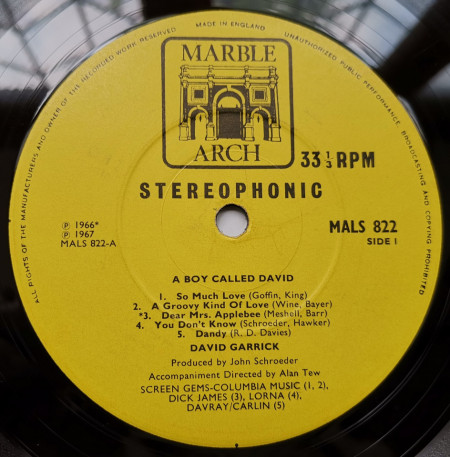 MADE IN ENGLAND
ALL RIGHTS OF THE MANUFACTURERS AND OWNER OF THE RECORDED WORK RESERVED
UNAUTHORIZED PUBLIC PERFORMANCE, BROADCASTING AND COPYING PROHIBITED
MARBLE
ARCH
33⅓ RPM
STEREOPHONIC
℗ 1966*
℗ 1967
MALS 822-A
MALS 822
SIDE 1
A BOY CALLED DAVID
1. So Much Love (Goffin, King)
2. A Groovy Kind Of Love (Wine, Bayer)
*3. Dear Mrs. Applebee (Meshell, Barr)
4. You Don't Know (Schroeder, Hawker)
5. Dandy (R. D. Davies)
DAVID GARRICK
Produced by John Schroeder
Accompaniment Directed by Alan Tew
SCREEN GEMS-COLUMBIA MUSIC (1, 2),
DICK JAMES (3), LORNA (4),
DAVRAY/CARLIN (5)